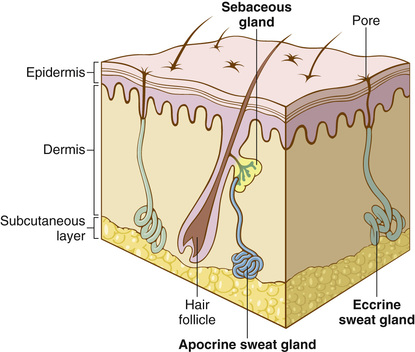 Sebaceous
gland
Pore
Epidermis
Dermis
Subcutaneous
layer
Hair
follicle
Eccrine
sweat gland
Apocrine sweat gland